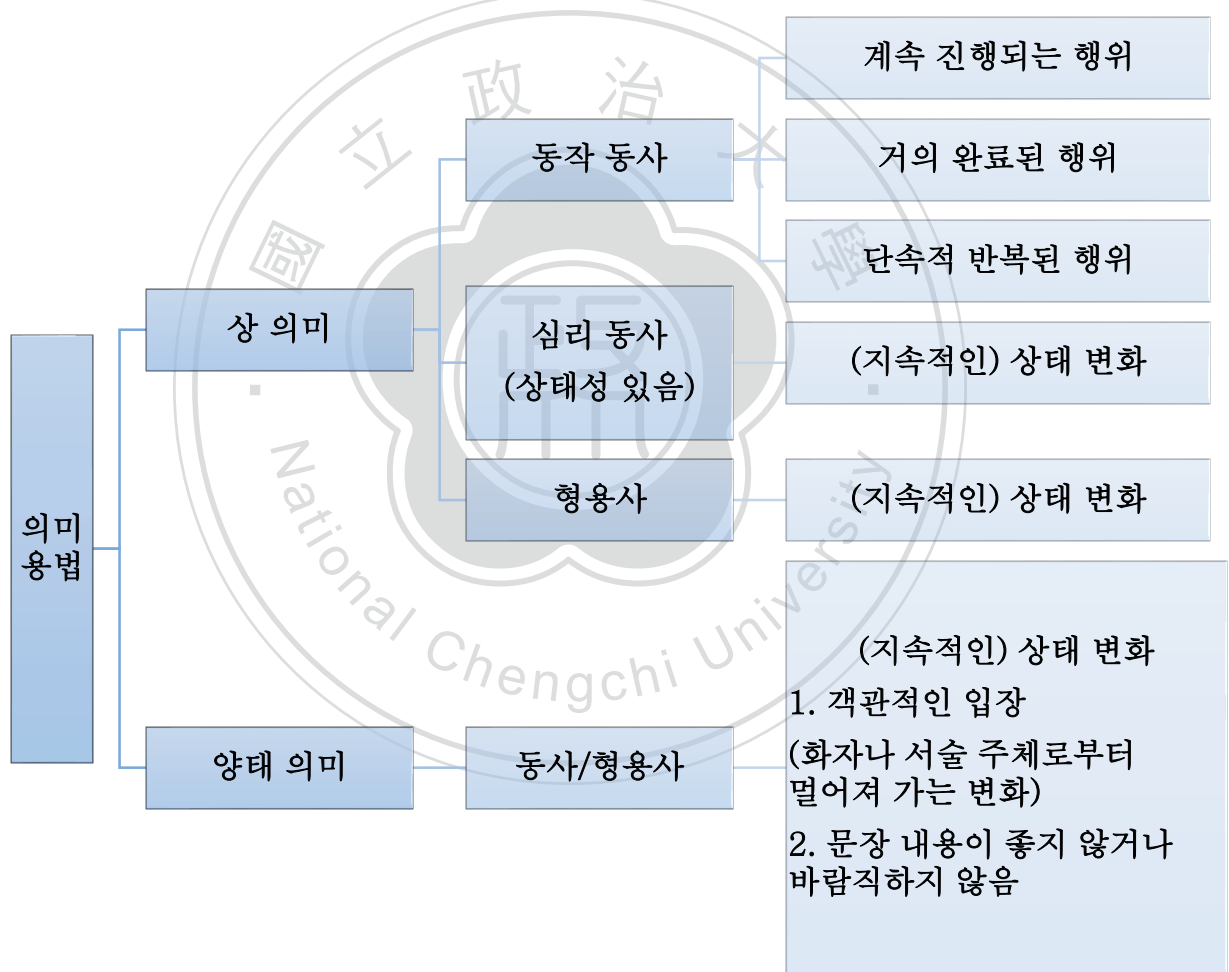 의미
용법
상 의미
동작 동사
계속 진행되는 행위
거의 완료된 행위
단속적 반복된 행위
심리 동사
(상태성 있음)
(지속적인) 상태 변화
형용사
(지속적인) 상태 변화
양태 의미
동사/형용사
(지속적인) 상태 변화
1. 객관적인 입장
(화자나 서술 주체로부터
멀어져 가는 변화)
2. 문장 내용이 좋지 않거나
바람직하지 않음
國立政治大學
National Chengchi University